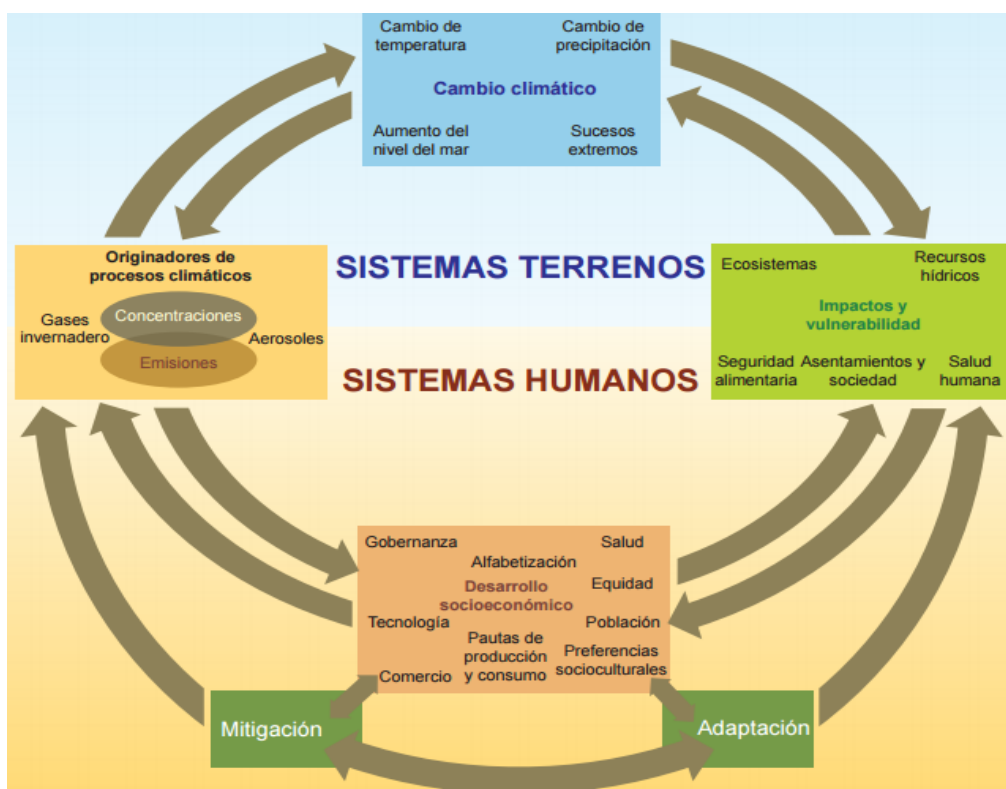 Cambio de
temperatura
Cambio de
precipitación
Cambio climático
Aumento del
nivel del mar
Sucesos
extremos
Originadores de
procesos climáticos
Concentraciones
Gases
invernadero
Aerosoles
Emisiones
SISTEMAS TERRENOS
SISTEMAS HUMANOS
Ecosistemas
Recursos
hídricos
Impactos y
vulnerabilidad
Seguridad
alimentaria
Asentamientos y
sociedad
Salud
humana
Gobernanza
Alfabetización
Salud
Desarrollo
socioeconómico
Equidad
Tecnología
Población
Pautas de
producción
y consumo
Preferencias
socioculturales
Comercio
Mitigación
Adaptación